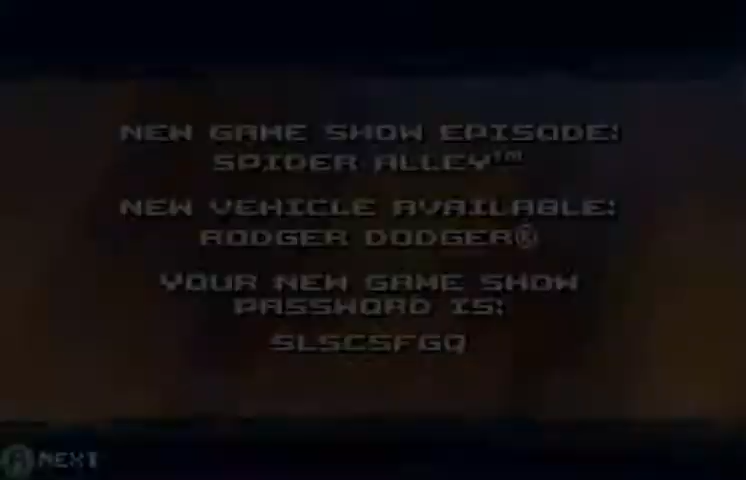 NEW GAME SHOW EPISODE:
SPIDER ALLEY™
NEW VEHICLE AVAILABLE:
RODGER DODGER®
YOUR NEW GAME SHOW
PASSWORD IS:
SLSCSFGQ
A NEXT